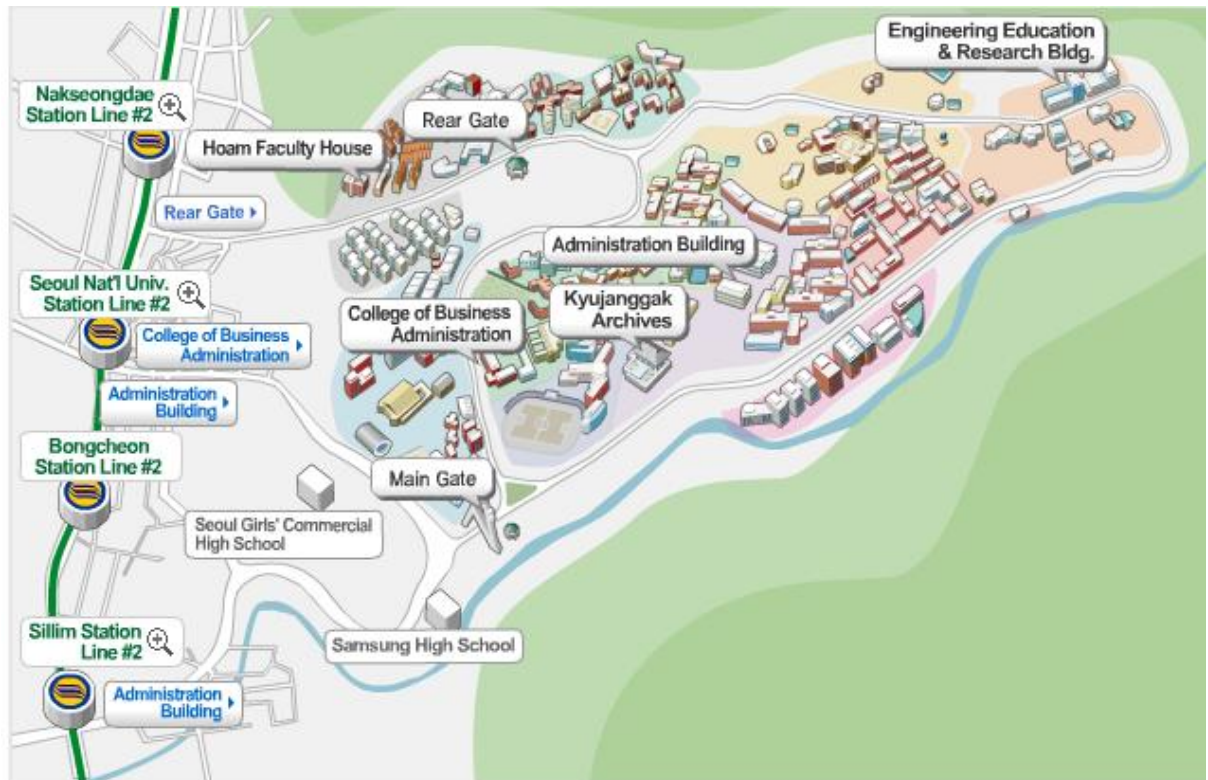 Engineering Education
& Research Bldg.
Nakseongdae
Station Line #2
Rear Gate
Hoam Faculty House
Rear Gate
Administration Building
Seoul Nat'l Univ.
Station Line #2
Kyujanggak
Archives
College of Business
Administration
College of Business
Administration
Administration
Building
Bongcheon
Station Line #2
Main Gate
Seoul Girls' Commercial
High School
Sillim Station
Line #2
Samsung High School
Administration
Building